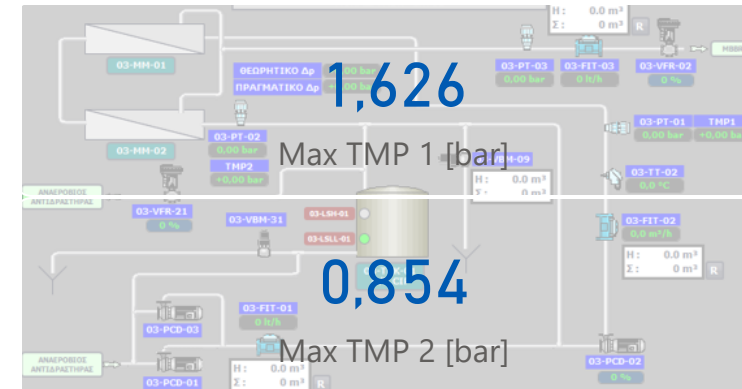 H: 0.0 m³
Σ: 0 m³ R
03-MM-01
ΘΕΩΡΗΤΙΚΟ Δp
ΠΡΑΓΜΑΤΙΚΟ Δp
1,626
Max TMP 1 [bar]
03-PT-03 03-FIT-03 03-VFR-02
0,00 bar 0 lt/h 0 %
03-PT-01 TMP1
0,00 bar +0,00 ba
03-PT-02
0,00 bar
TMP2
+0,00 bar
03-MM-02
H: 0.0 m³
Σ: 0 m³
03-TT-02
0,0 °C
ΑΝΑΕΡΟΒΙΟΣ
ΑΝΤΙΔΡΑΣΤΗΡΑΣ
03-VFR-21
0 %
03-VBM-31
03-LSH-01
03-LSLL-01
03-FIT-02
0,0 m³/h
H: 0.0 m³
Σ: 0 m³ R
0,854
Max TMP 2 [bar]
03-FIT-01
0 lt/h
03-PCD-03
ΑΝΑΕΡΟΒΙΟΣ
ΑΝΤΙΔΡΑΣΤΗΡΑΣ
03-PCD-01
H: 0.0 m³
Σ: 0 m³ R
03-PCD-02
0 %